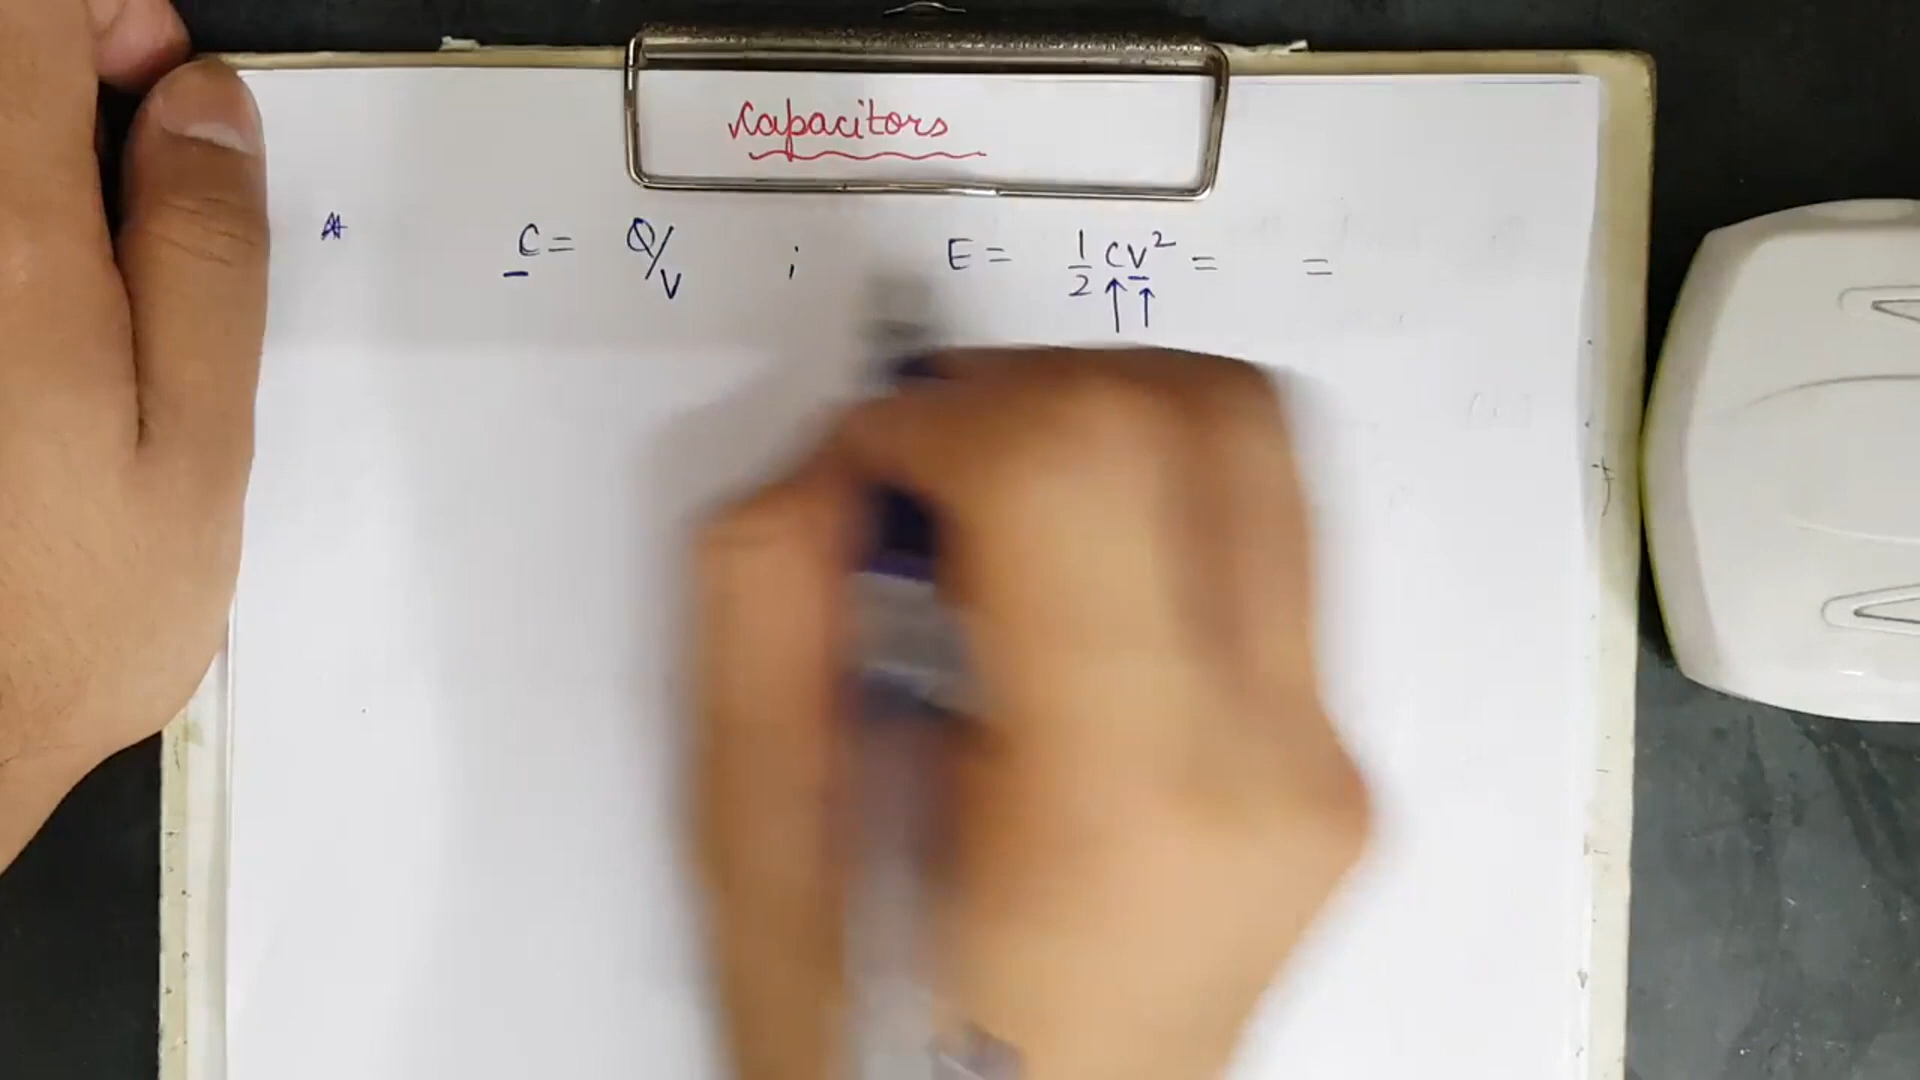 Capacitors
* C = Q/V ; E = 1/2 CV² = =